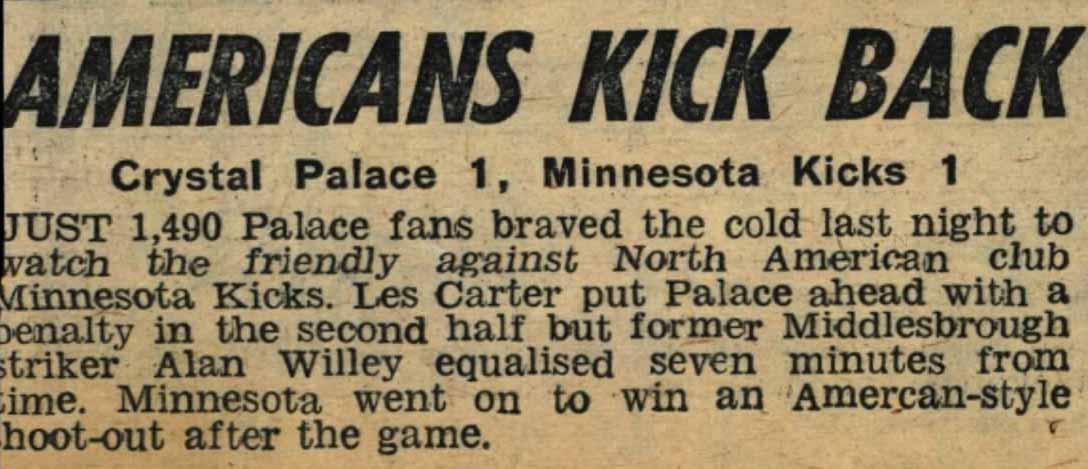 AMERICANS KICK BACK
Crystal Palace 1, Minnesota Kicks 1
JUST 1,490 Palace fans braved the cold last night to
watch the friendly against North American club
Minnesota Kicks. Les Carter put Palace ahead with a
penalty in the second half but former Middlesbrough
striker Alan Willey equalised seven minutes from
time. Minnesota went on to win an Amercan-style
hoot-out after the game.